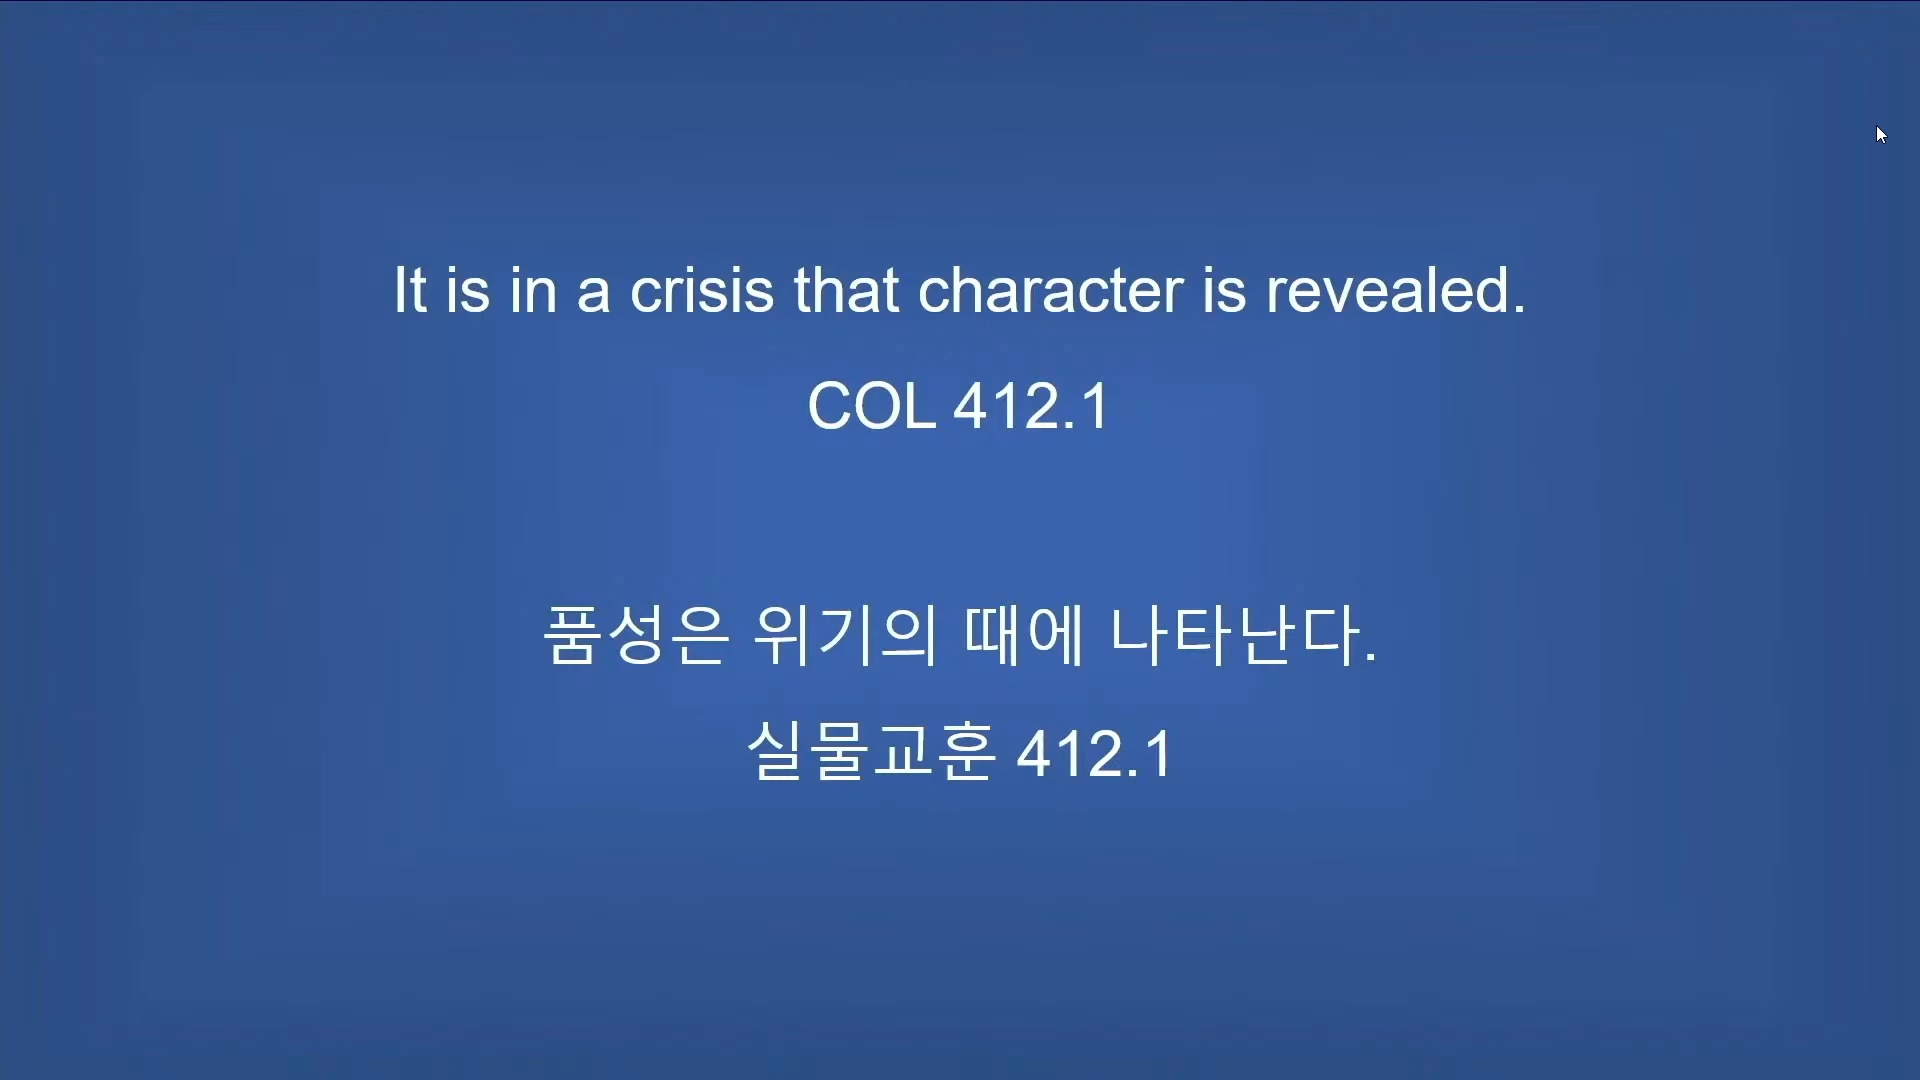 It is in a crisis that character is revealed.
COL 412.1
품성은 위기의 때에 나타난다.
실물교훈 412.1